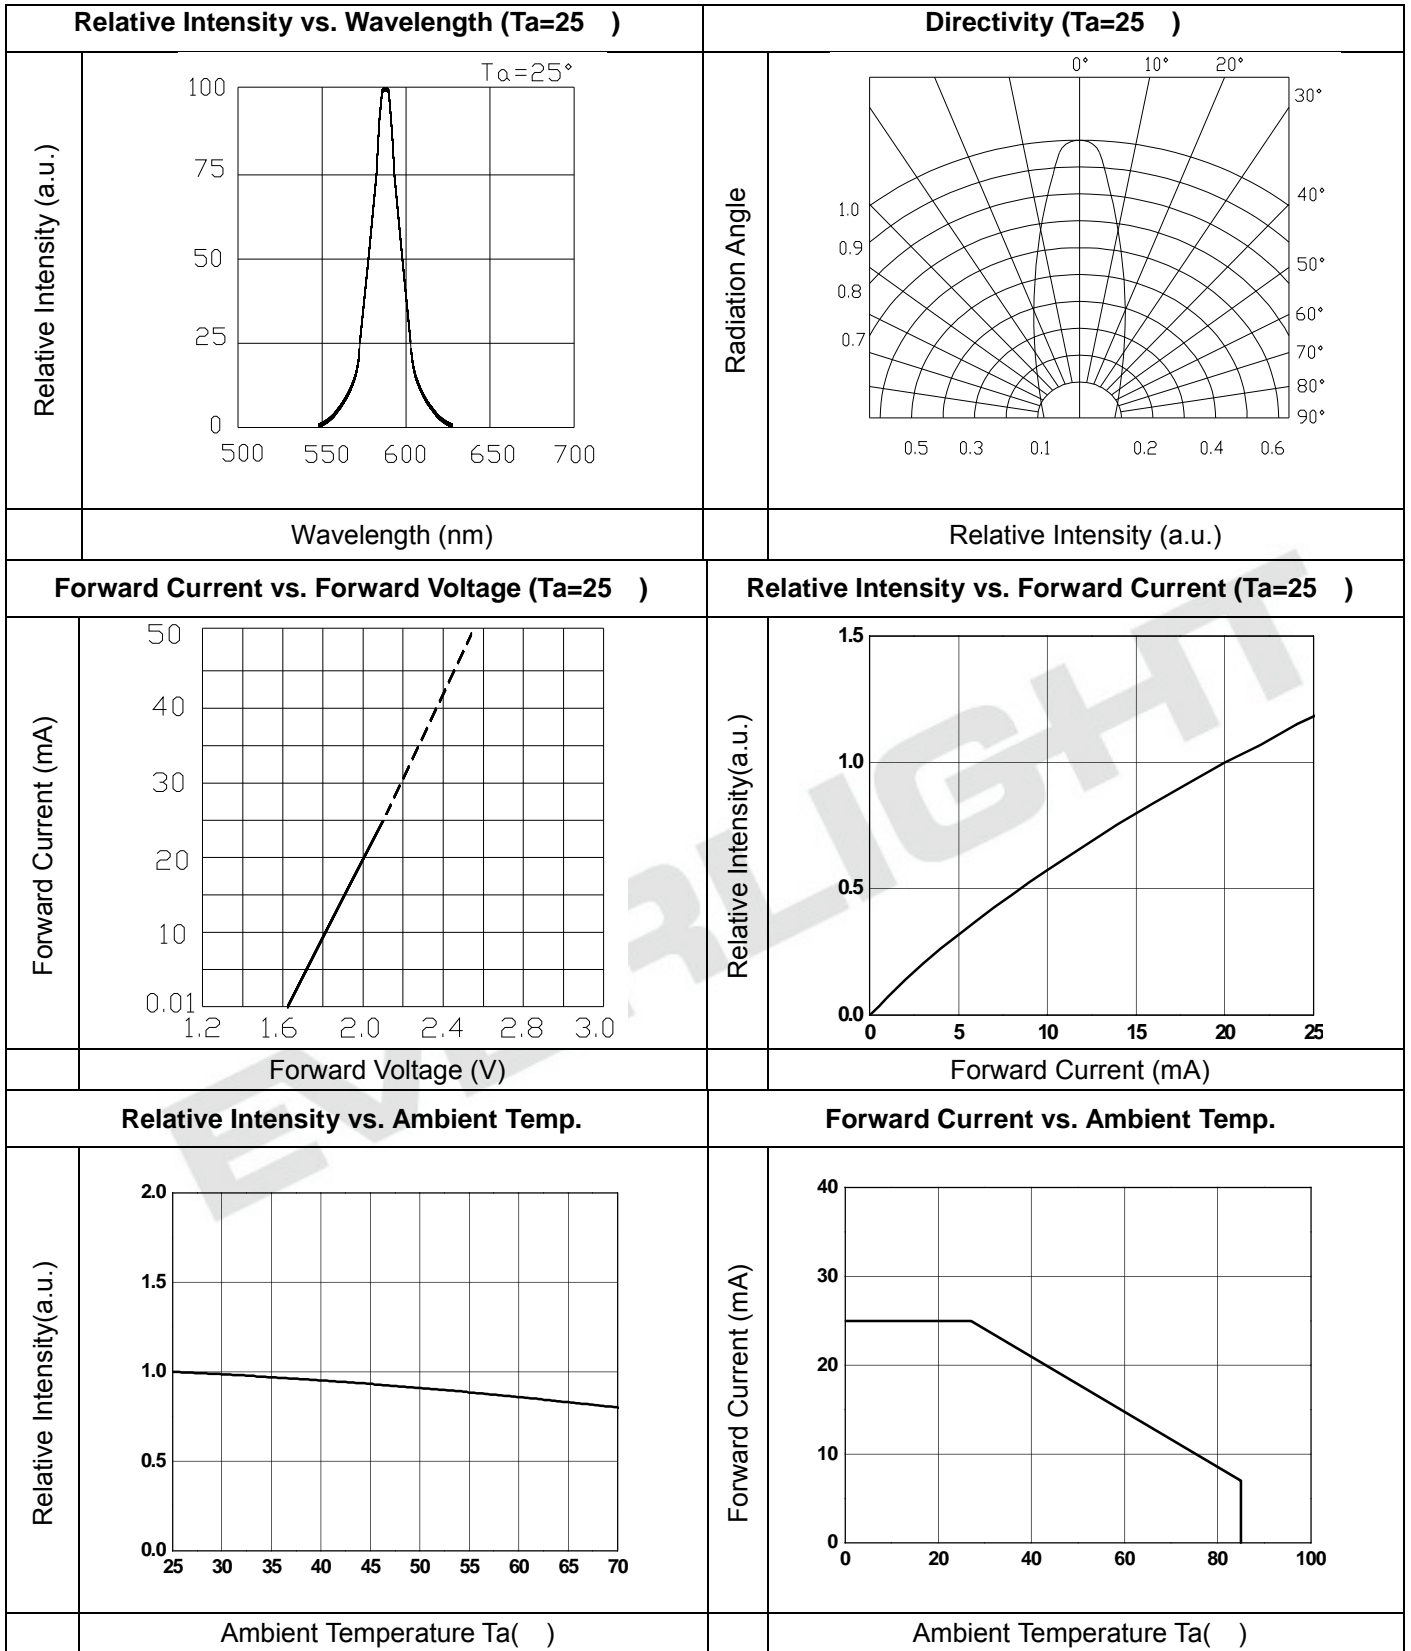 Relative Intensity vs. Wavelength (Ta=25 )
Directivity (Ta=25 )
Relative Intensity (a.u.)
Ta=25°
100
75
50
25
0
500 550 600 650 700
Wavelength (nm)
Radiation Angle
0° 10° 20°
30°
40°
50°
60°
70°
80°
90°
1.0
0.9
0.8
0.7
0.5 0.3 0.1 0.2 0.4 0.6
Relative Intensity (a.u.)
Forward Current vs. Forward Voltage (Ta=25 )
Relative Intensity vs. Forward Current (Ta=25 )
Forward Current (mA)
50
40
30
20
10
0.01
1.2 1.6 2.0 2.4 2.8 3.0
Forward Voltage (V)
Relative Intensity(a.u.)
1.5
1.0
0.5
0.0
0 5 10 15 20 25
Forward Current (mA)
Relative Intensity vs. Ambient Temp.
Forward Current vs. Ambient Temp.
Relative Intensity(a.u.)
2.0
1.5
1.0
0.5
0.0
25 30 35 40 45 50 55 60 65 70
Ambient Temperature Ta( )
Forward Current (mA)
40
30
20
10
0
0 20 40 60 80 100
Ambient Temperature Ta( )
EVERLIGHT